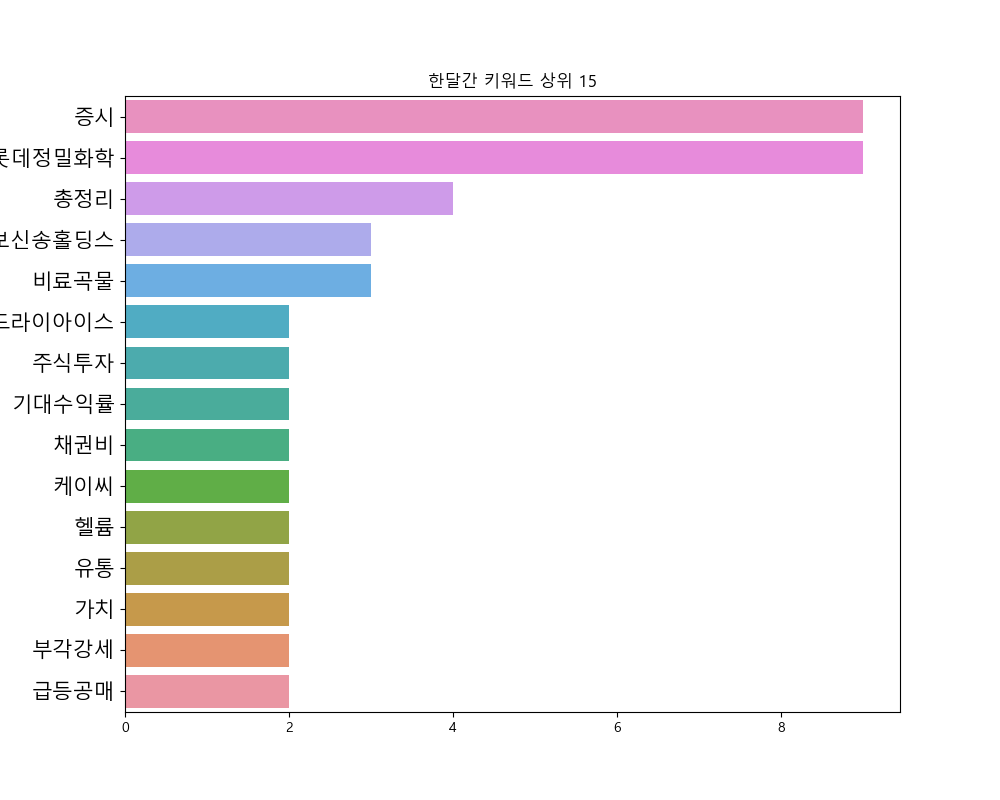 한달간 키워드 상위 15
증시
롯데정밀화학
총정리
보신송홀딩스
비료곡물
드라이아이스
주식투자
기대수익률
채권비
케이씨
헬륨
유통
가치
부각강세
급등공매
0 2 4 6 8